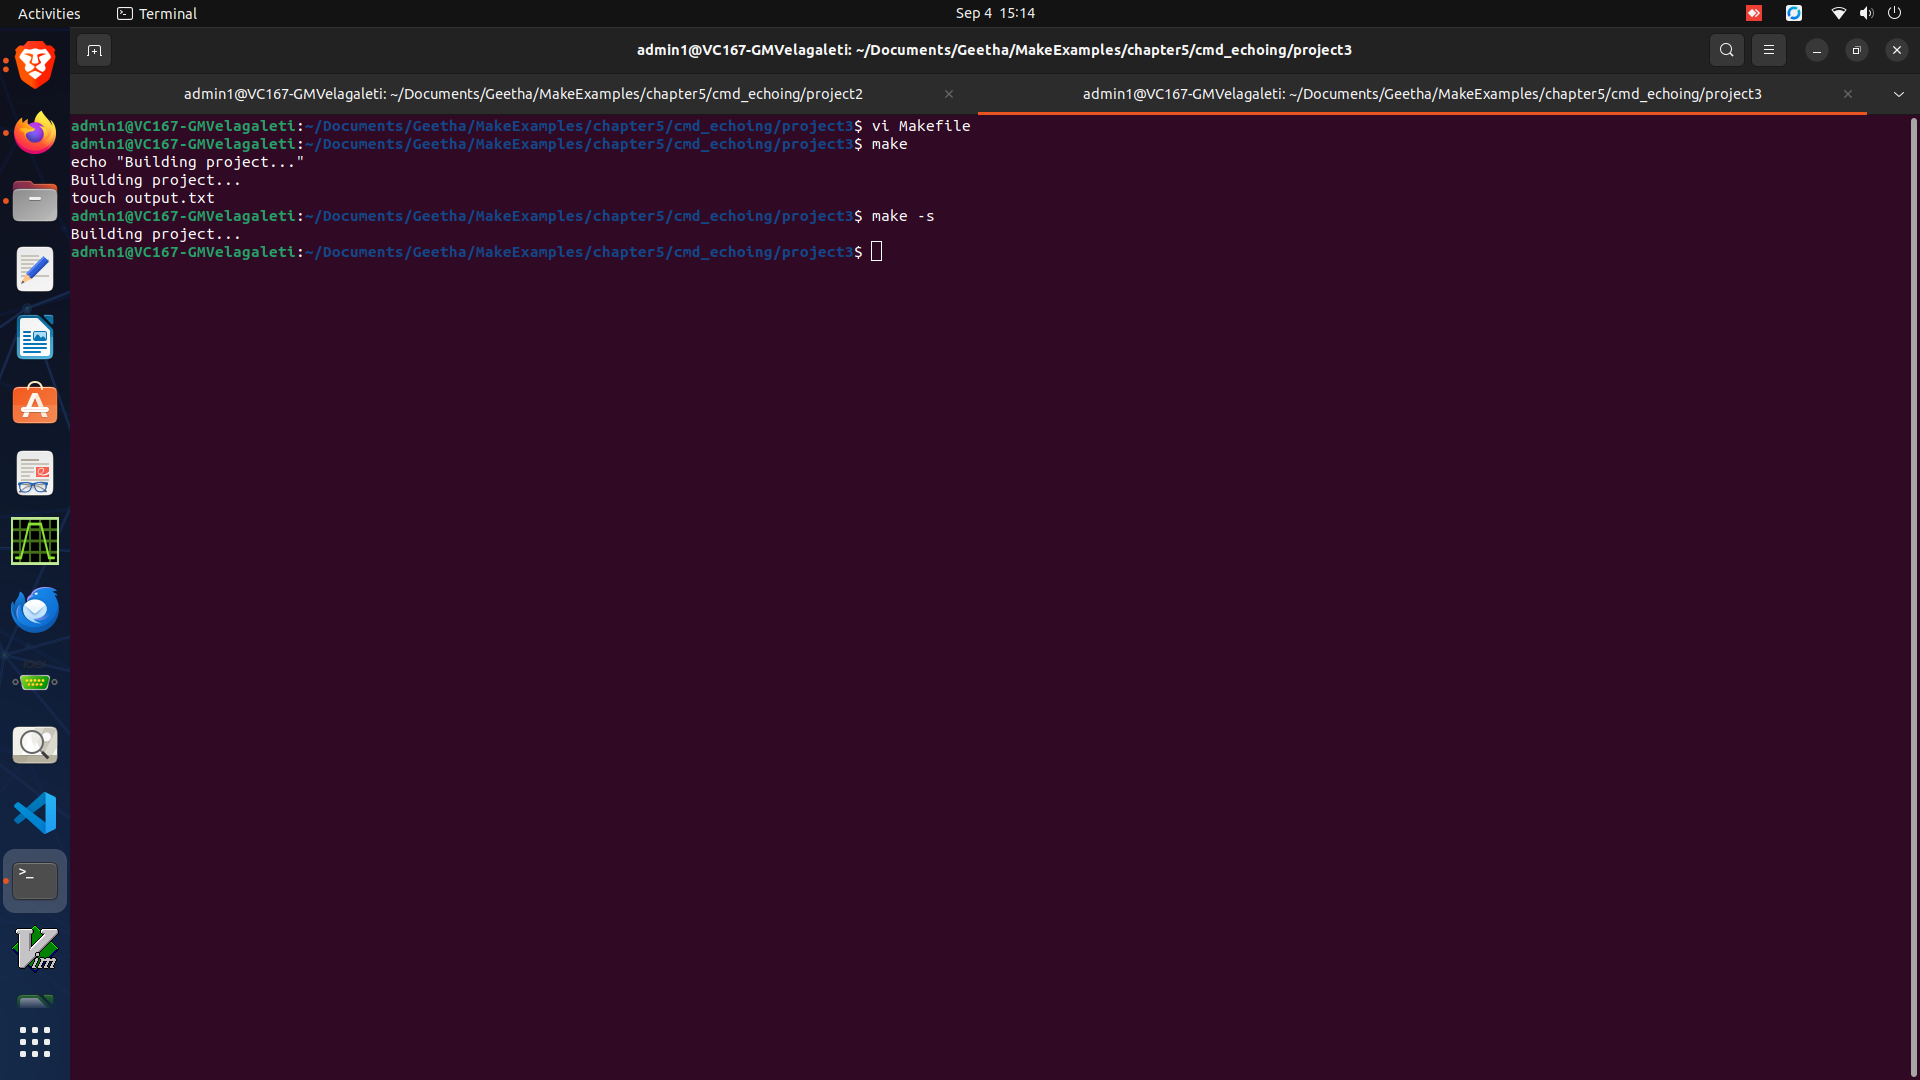 Activities
Terminal
Sep 4 15:14
admin1@VC167-GMVelagaleti: ~/Documents/Geetha/MakeExamples/chapter5/cmd_echoing/project3
admin1@VC167-GMVelagaleti: ~/Documents/Geetha/MakeExamples/chapter5/cmd_echoing/project2
admin1@VC167-GMVelagaleti: ~/Documents/Geetha/MakeExamples/chapter5/cmd_echoing/project3
admin1@VC167-GMVelagaleti:~/Documents/Geetha/MakeExamples/chapter5/cmd_echoing/project3$ vi Makefile
admin1@VC167-GMVelagaleti:~/Documents/Geetha/MakeExamples/chapter5/cmd_echoing/project3$ make
echo "Building project..."
Building project...
touch output.txt
admin1@VC167-GMVelagaleti:~/Documents/Geetha/MakeExamples/chapter5/cmd_echoing/project3$ make -s
Building project...
admin1@VC167-GMVelagaleti:~/Documents/Geetha/MakeExamples/chapter5/cmd_echoing/project3$
>_
Vim